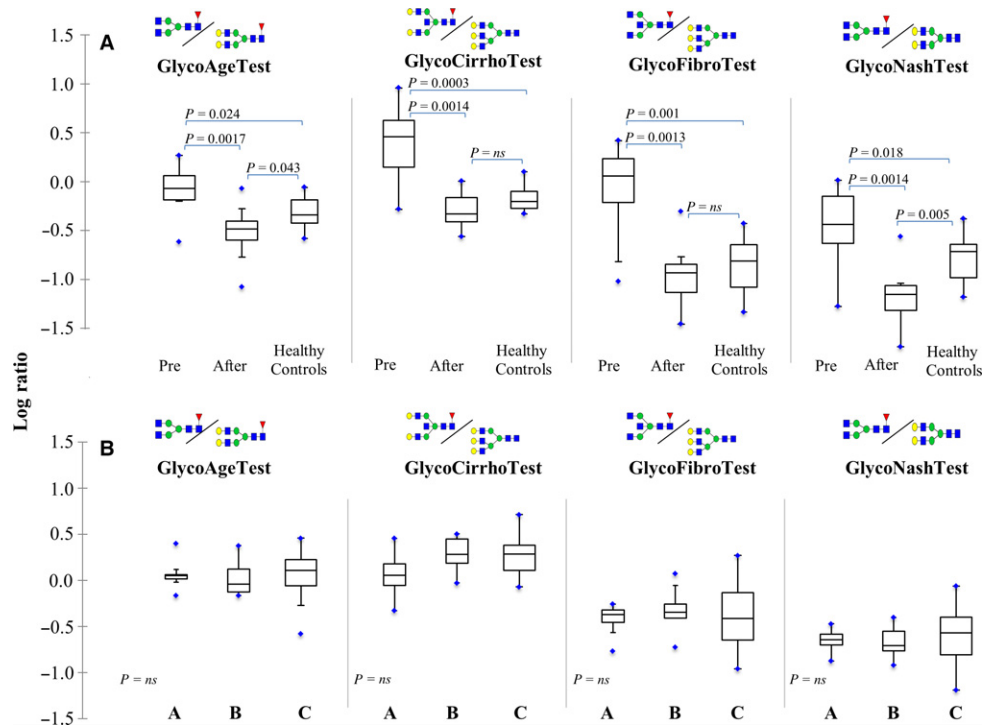 A
1.5
1.0
0.5
0.0
−0.5
−1.0
−1.5
Log ratio
GlycoAgeTest
P = 0.024
P = 0.0017
P = 0.043
Pre
After
Healthy
Controls
GlycoCirrhoTest
P = 0.0003
P = 0.0014
P = ns
Pre
After
Healthy
Controls
GlycoFibroTest
P = 0.001
P = 0.0013
P = ns
Pre
After
Healthy
Controls
GlycoNashTest
P = 0.018
P = 0.0014
P = 0.005
Pre
After
Healthy
Controls
B
1.5
1.0
0.5
0.0
−0.5
−1.0
−1.5
GlycoAgeTest
P = ns
A B C
GlycoCirrhoTest
P = ns
A B C
GlycoFibroTest
P = ns
A B C
GlycoNashTest
P = ns
A B C